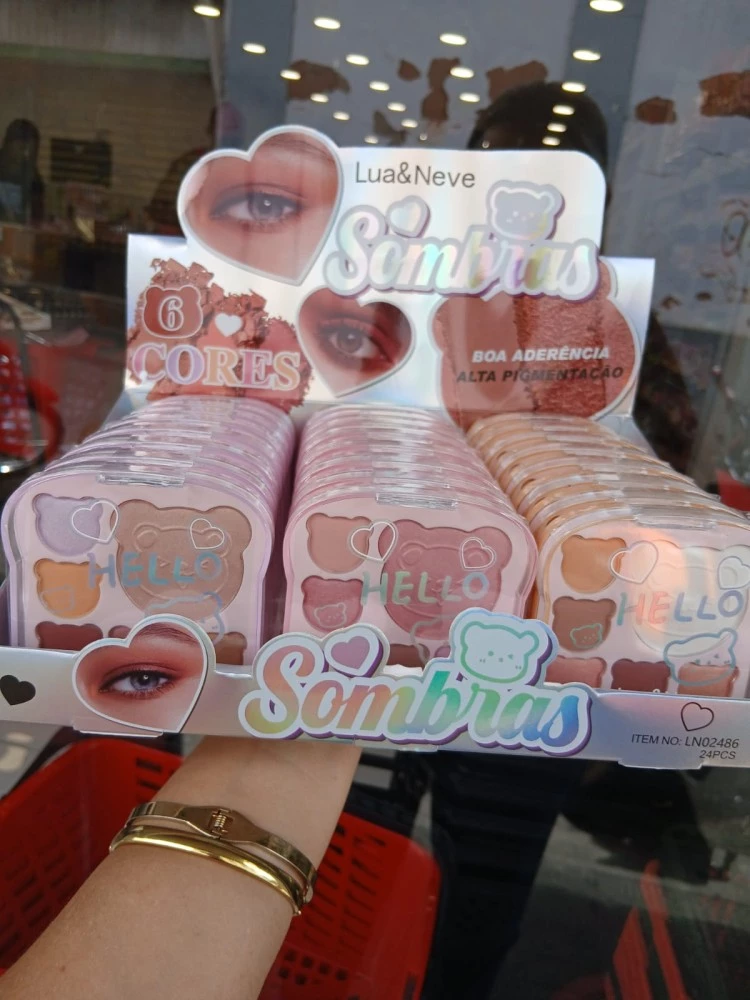 Lua&Neve
Sombras
6
CORES
BOA ADERÊNCIA
ALTA PIGMENTAÇÃO
HELLO
HELLO
HELLO
Sombras
ITEM NO: LN02486
24PCS